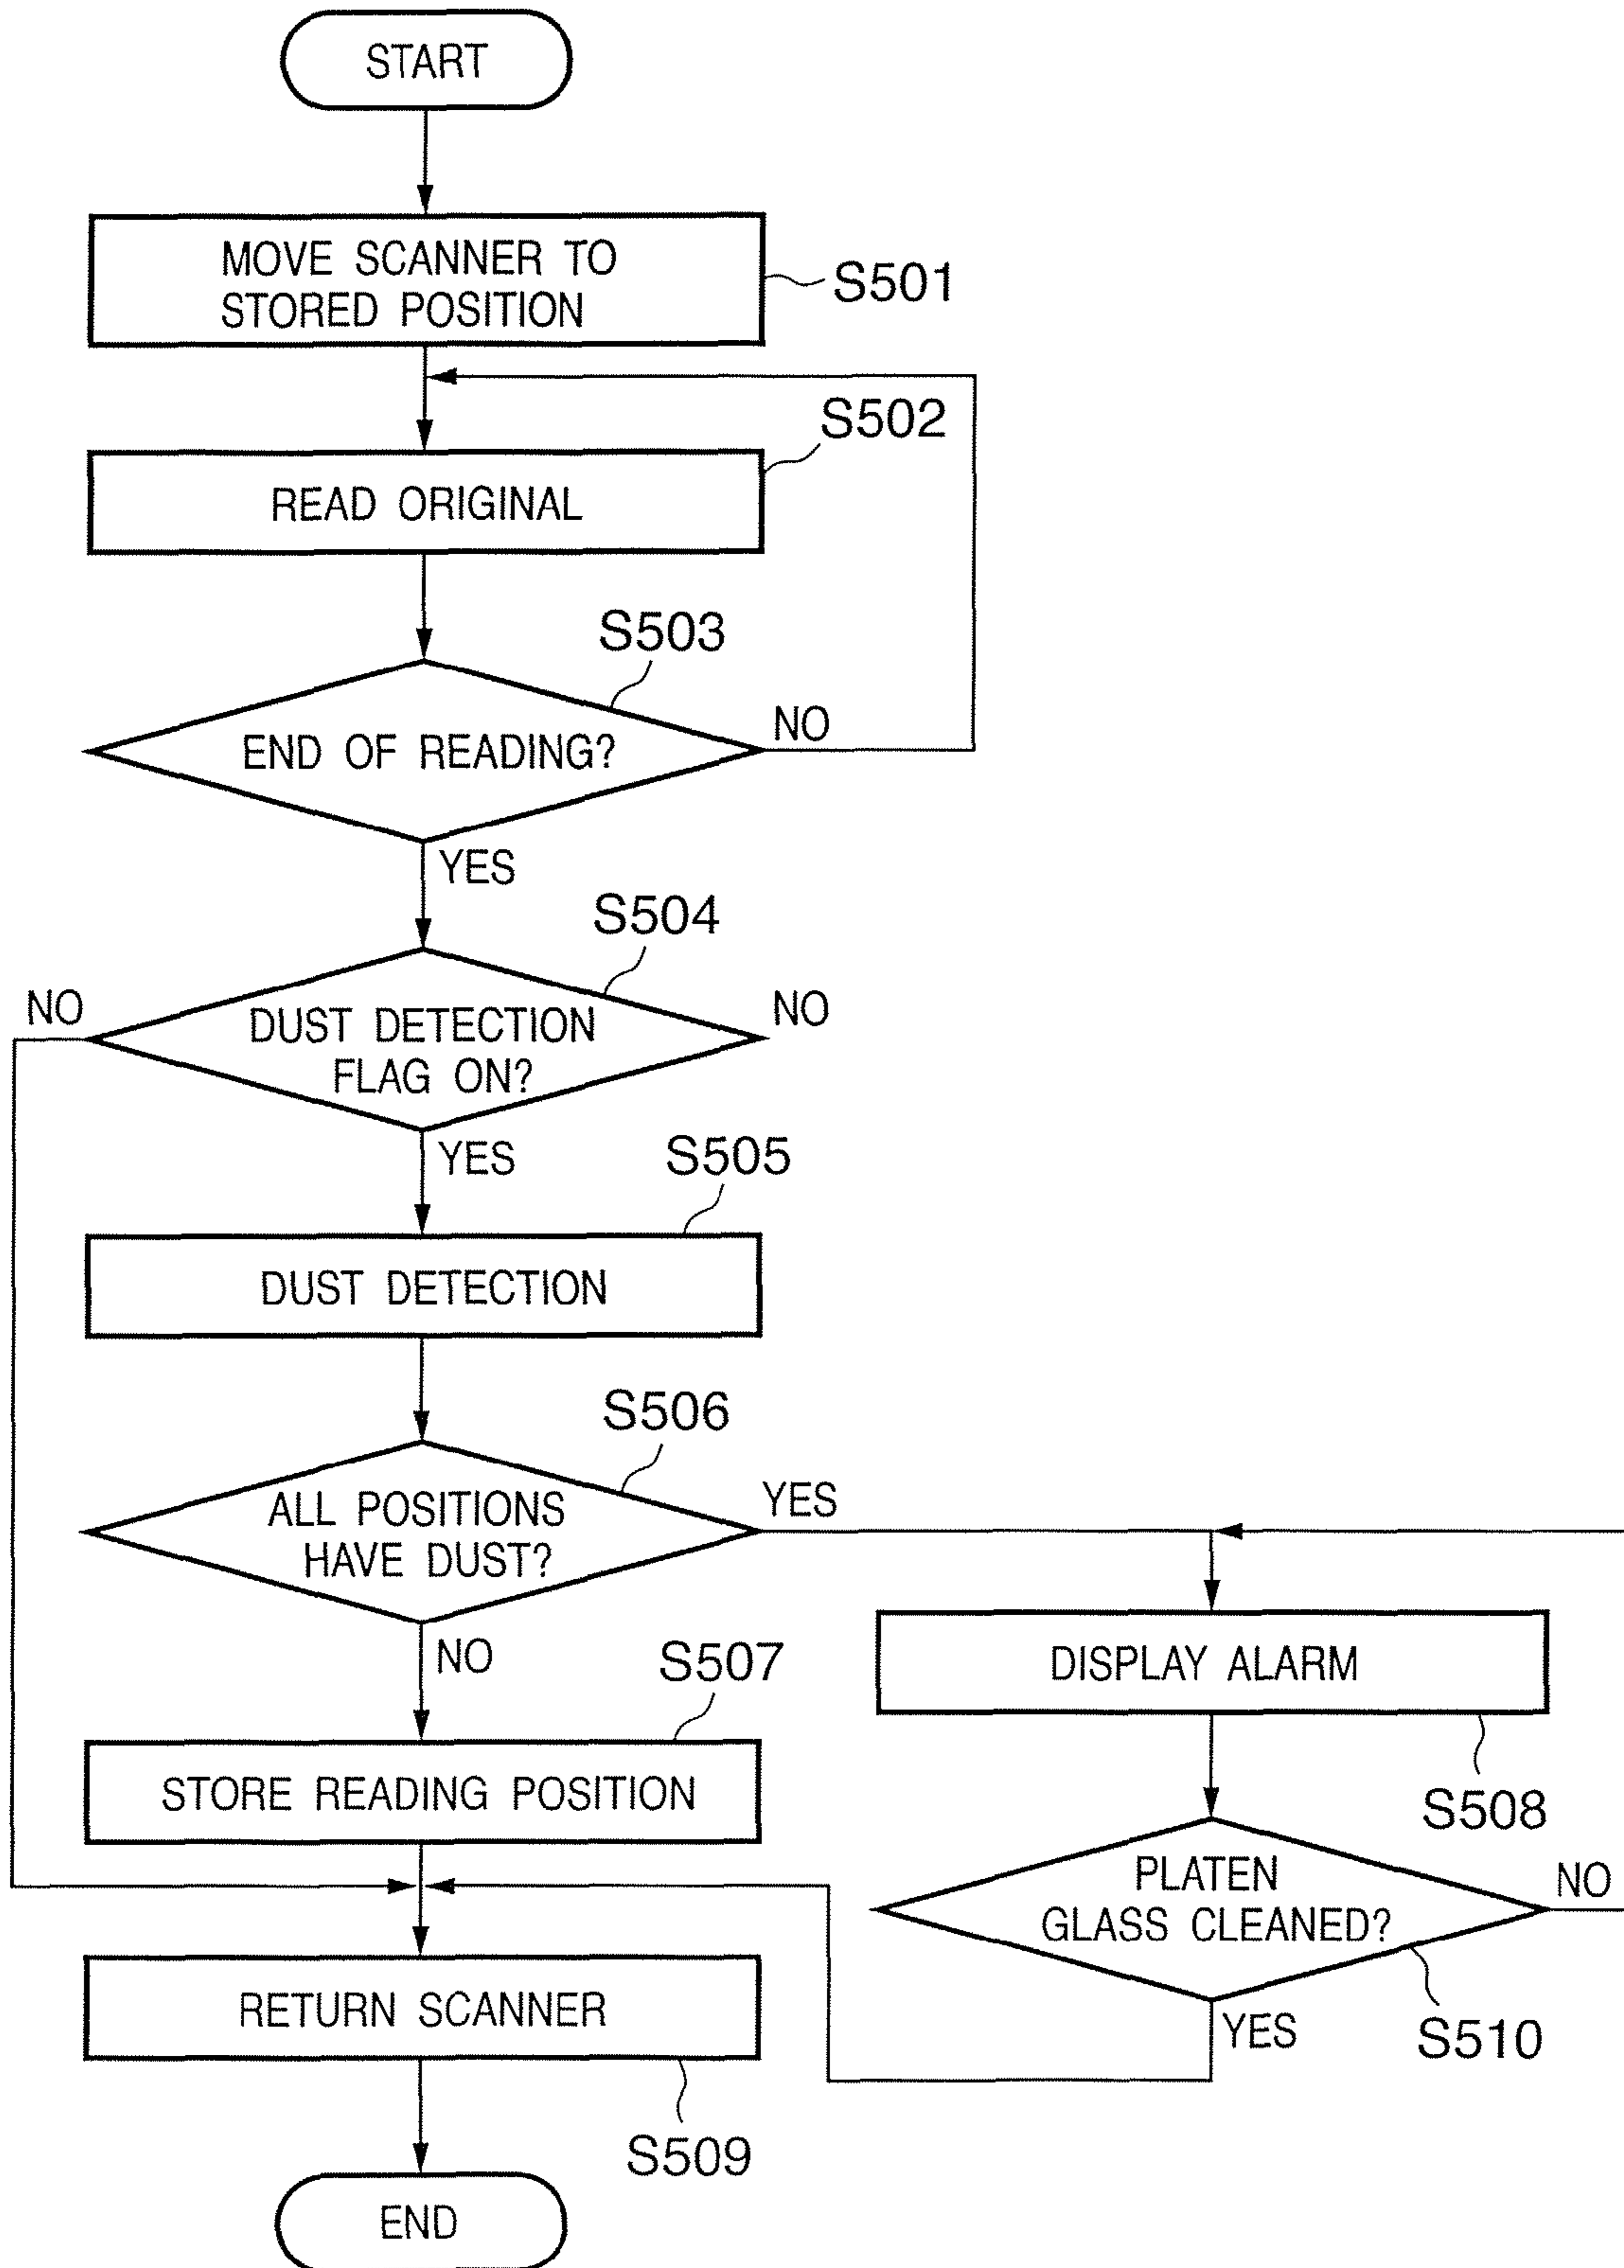 START
MOVE SCANNER TO
STORED POSITION
S501
S502
READ ORIGINAL
S503
END OF READING?
NO
YES
S504
NO
DUST DETECTION
FLAG ON?
NO
YES
S505
DUST DETECTION
S506
ALL POSITIONS
HAVE DUST?
YES
NO
S507
STORE READING POSITION
DISPLAY ALARM
S508
PLATEN
GLASS CLEANED?
NO
YES
S510
RETURN SCANNER
S509
END